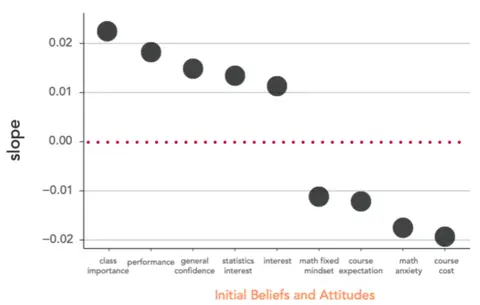 0.02
0.01
slope
0.00
−0.01
−0.02
class importance
performance
general confidence
statistics interest
interest
math fixed mindset
course expectation
math anxiety
course cost
Initial Beliefs and Attitudes